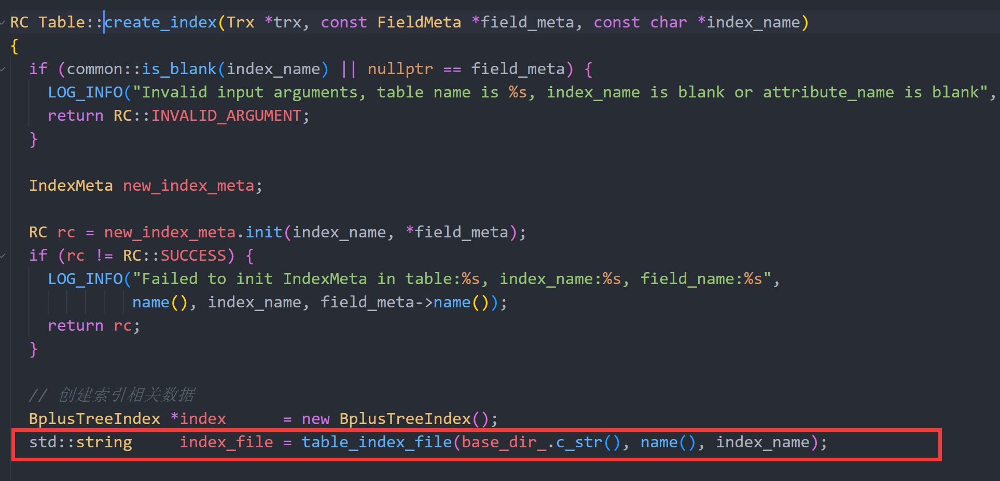 RC Table::create_index(Trx *trx, const FieldMeta *field_meta, const char *index_name)
{
  if (common::is_blank(index_name) || nullptr == field_meta) {
    LOG_INFO("Invalid input arguments, table name is %s, index_name is blank or attribute_name is blank",
    return RC::INVALID_ARGUMENT;
  }

  IndexMeta new_index_meta;

  RC rc = new_index_meta.init(index_name, *field_meta);
  if (rc != RC::SUCCESS) {
    LOG_INFO("Failed to init IndexMeta in table:%s, index_name:%s, field_name:%s",
             name(), index_name, field_meta->name());
    return rc;
  }

  // 创建索引相关数据
  BplusTreeIndex *index      = new BplusTreeIndex();
  std::string     index_file = table_index_file(base_dir_.c_str(), name(), index_name);